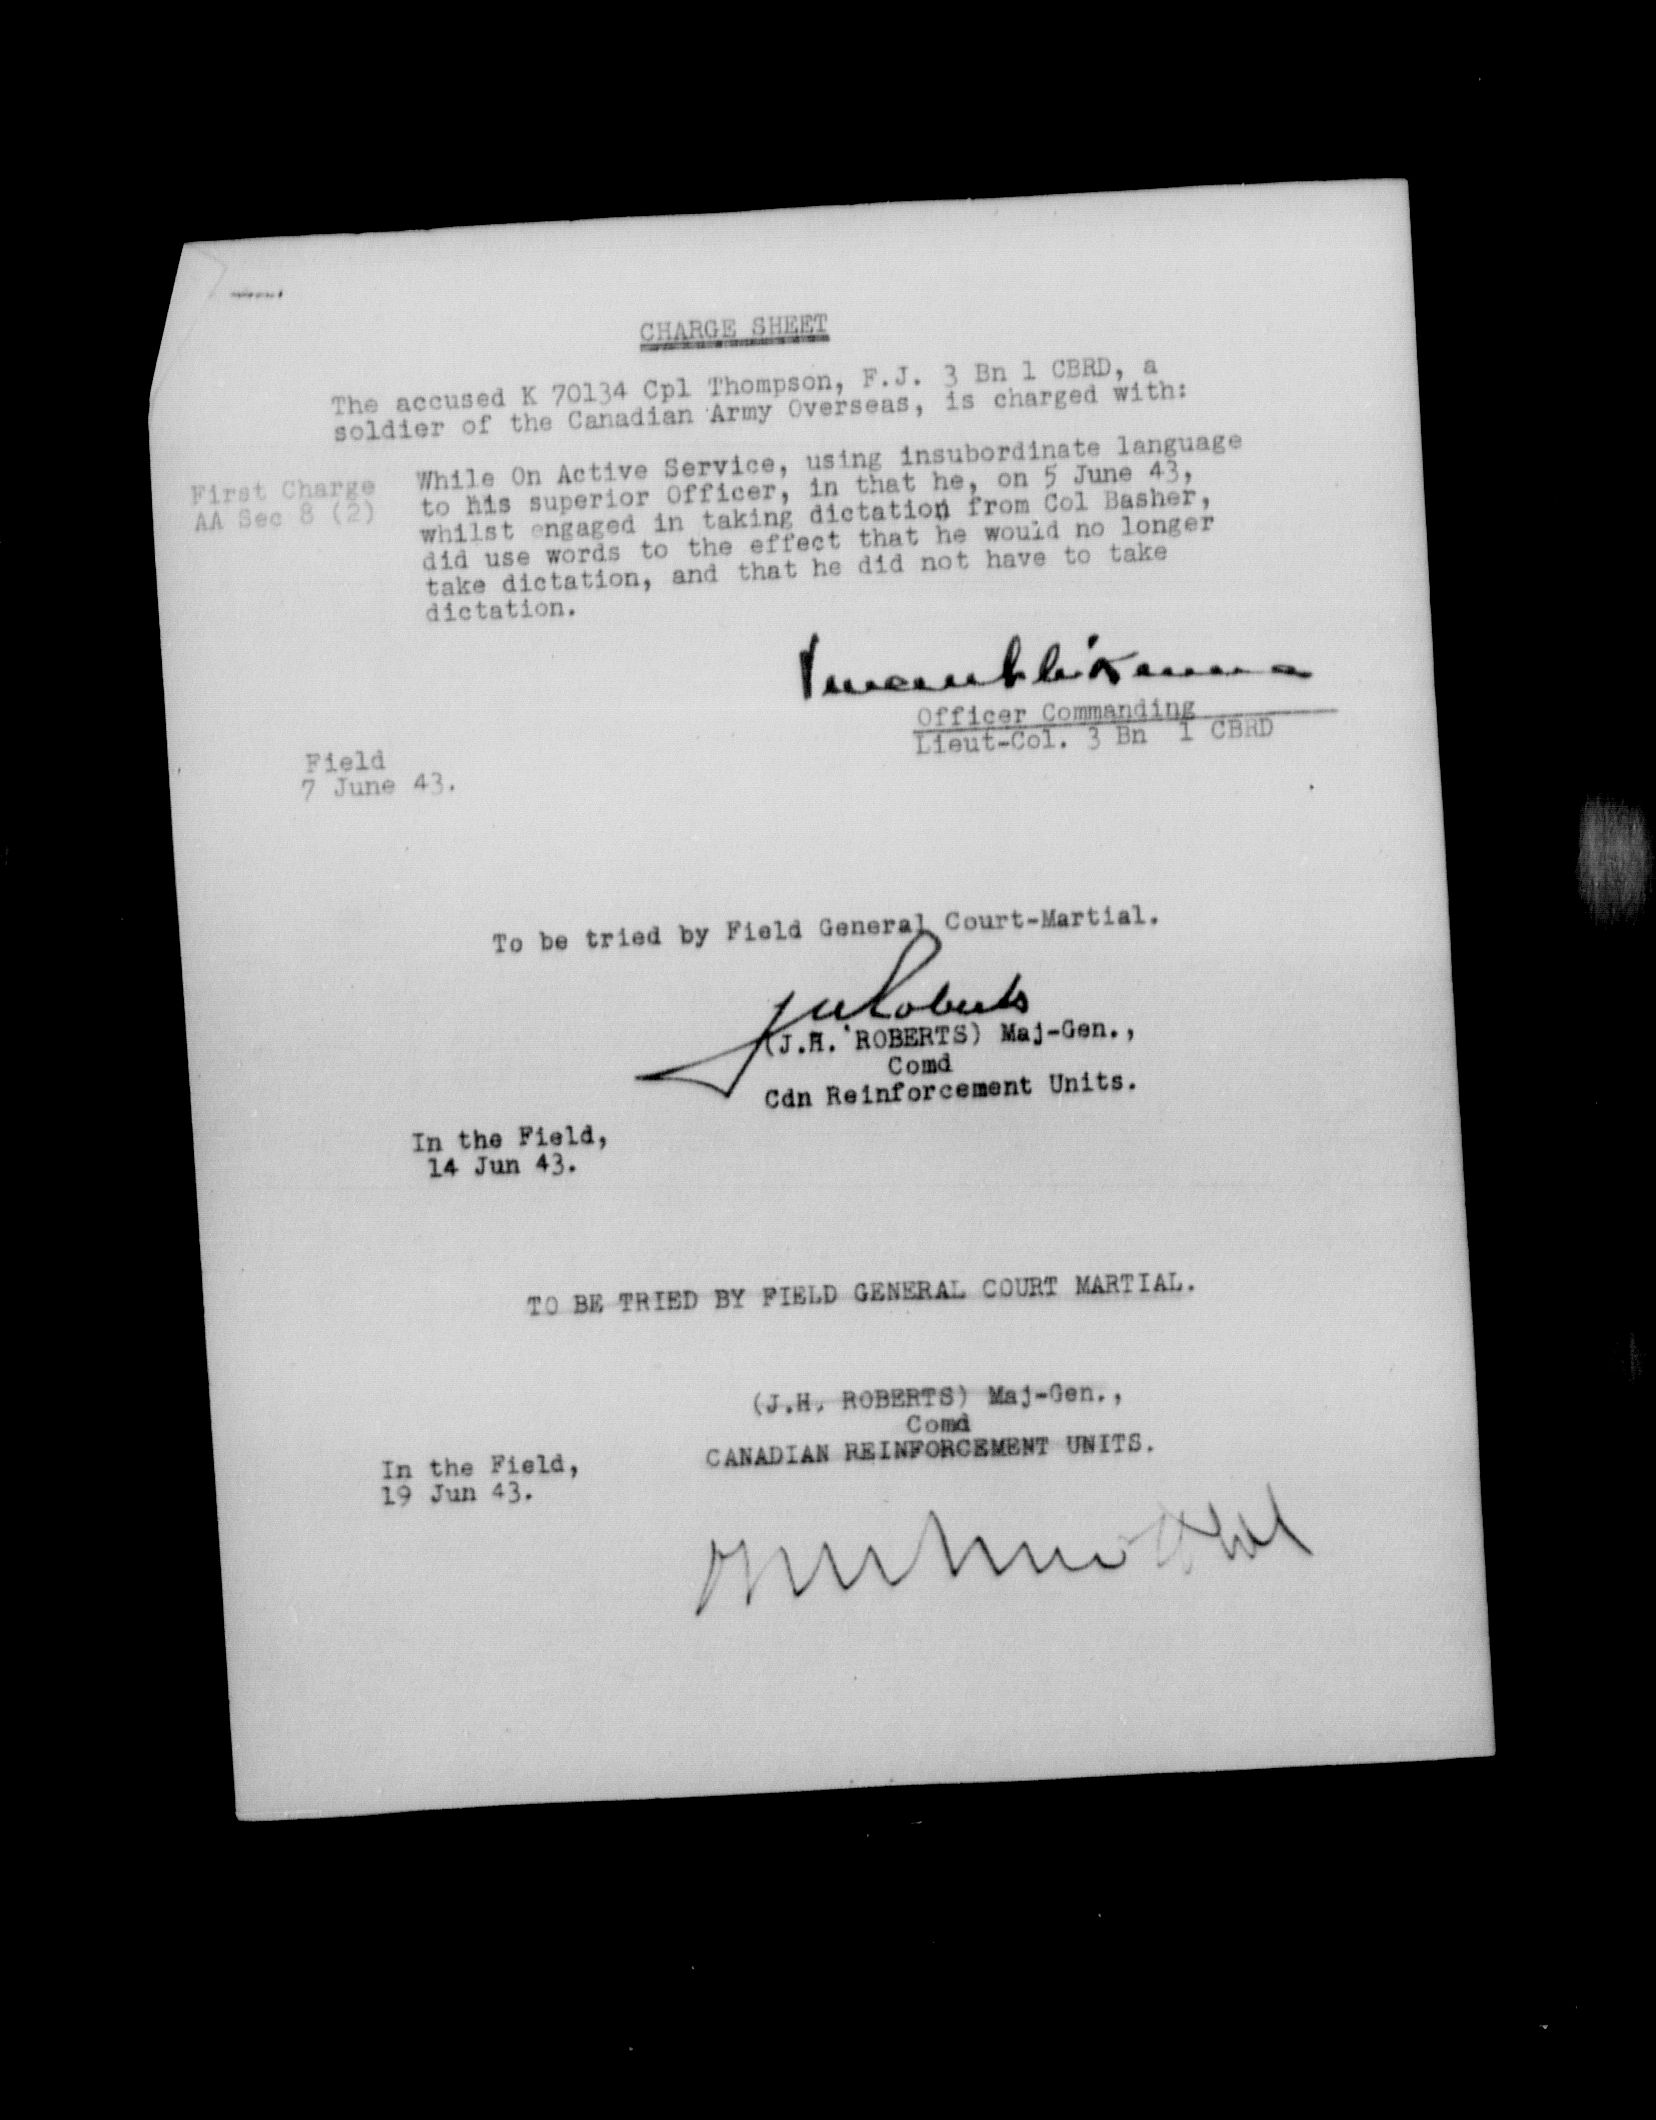 CHARGE SHEET
The accused K 70134 Cpl Thompson, F.J. 3 Bn 1 CBRD, a
soldier of the Canadian Army Overseas, is charged with:
First Charge
AA Sec 8 (2)
While On Active Service, using insubordinate language
to his superior Officer, in that he, on 5 June 43,
whilst engaged in taking dictation from Col Basher,
did use words to the effect that he would no longer
take dictation, and that he did not have to take
dictation.
Officer Commanding
Lieut-Col. 3 Bn 1 CBRD
Field
7 June 43.
To be tried by Field General Court-Martial.
JHRoberts
(J.H. ROBERTS) Maj-Gen.,
Comd
Cdn Reinforcement Units.
In the Field,
14 Jun 43.
TO BE TRIED BY FIELD GENERAL COURT MARTIAL.
(J.H. ROBERTS) Maj-Gen.,
Comd
CANADIAN REINFORCEMENT UNITS.
In the Field,
19 Jun 43.